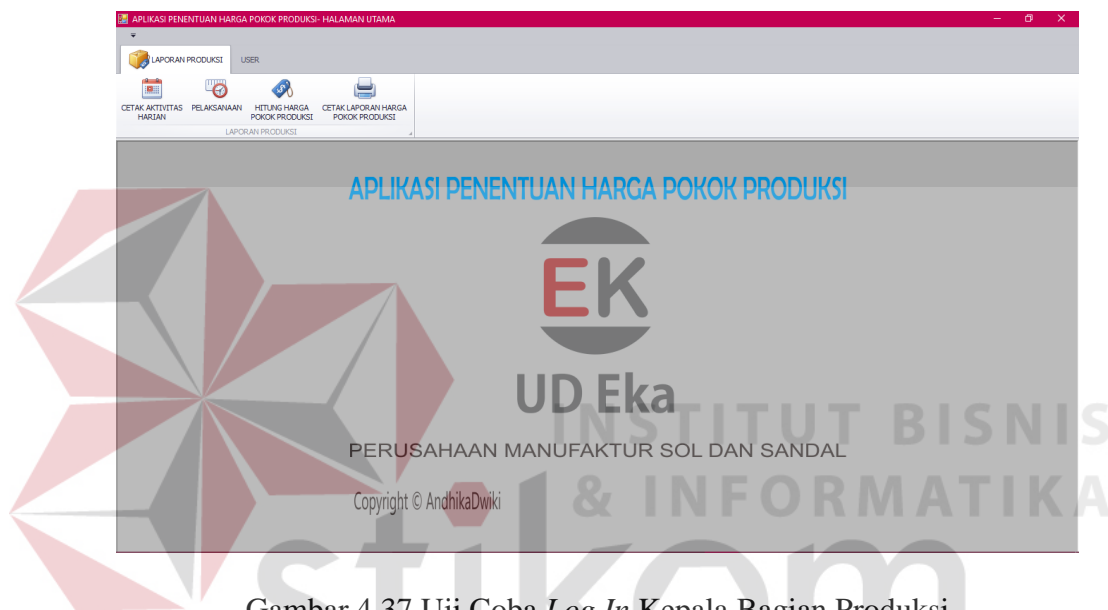 APLIKASI PENENTUAN HARGA POKOK PRODUKSI- HALAMAN UTAMA
LAPORAN PRODUKSI USER
CETAK AKTIVITAS HARIAN
PELAKSANAAN
HITUNG HARGA POKOK PRODUKSI
CETAK LAPORAN HARGA POKOK PRODUKSI
LAPORAN PRODUKSI
APLIKASI PENENTUAN HARGA POKOK PRODUKSI
EK
UD Eka
PERUSAHAAN MANUFAKTUR SOL DAN SANDAL
Copyright © AndhikaDwiki
INSTITUT BISNIS
& INFORMATIKA
stikom
Gambar 4.37 Uji Coba Log In Kepala Bagian Produksi